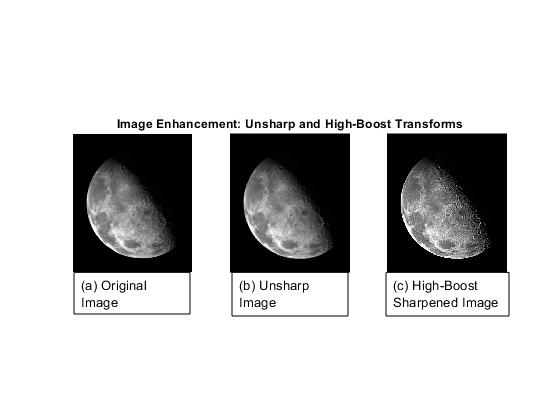 Image Enhancement: Unsharp and High-Boost Transforms
(a) Original
Image
(b) Unsharp
Image
(c) High-Boost
Sharpened Image